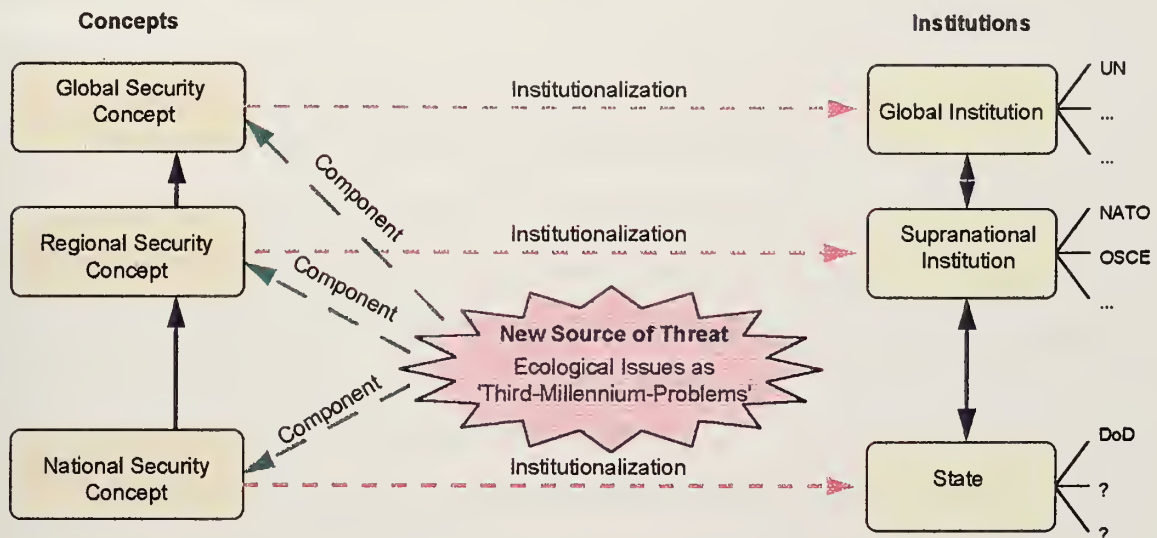 Concepts
Institutions
Global Security
Concept
Institutionalization
Global Institution
UN
...
...
Component
Regional Security
Concept
Institutionalization
Supranational
Institution
NATO
OSCE
...
Component
New Source of Threat
Ecological Issues as
'Third-Millennium-Problems'
Component
National Security
Concept
Institutionalization
State
DoD
?
?